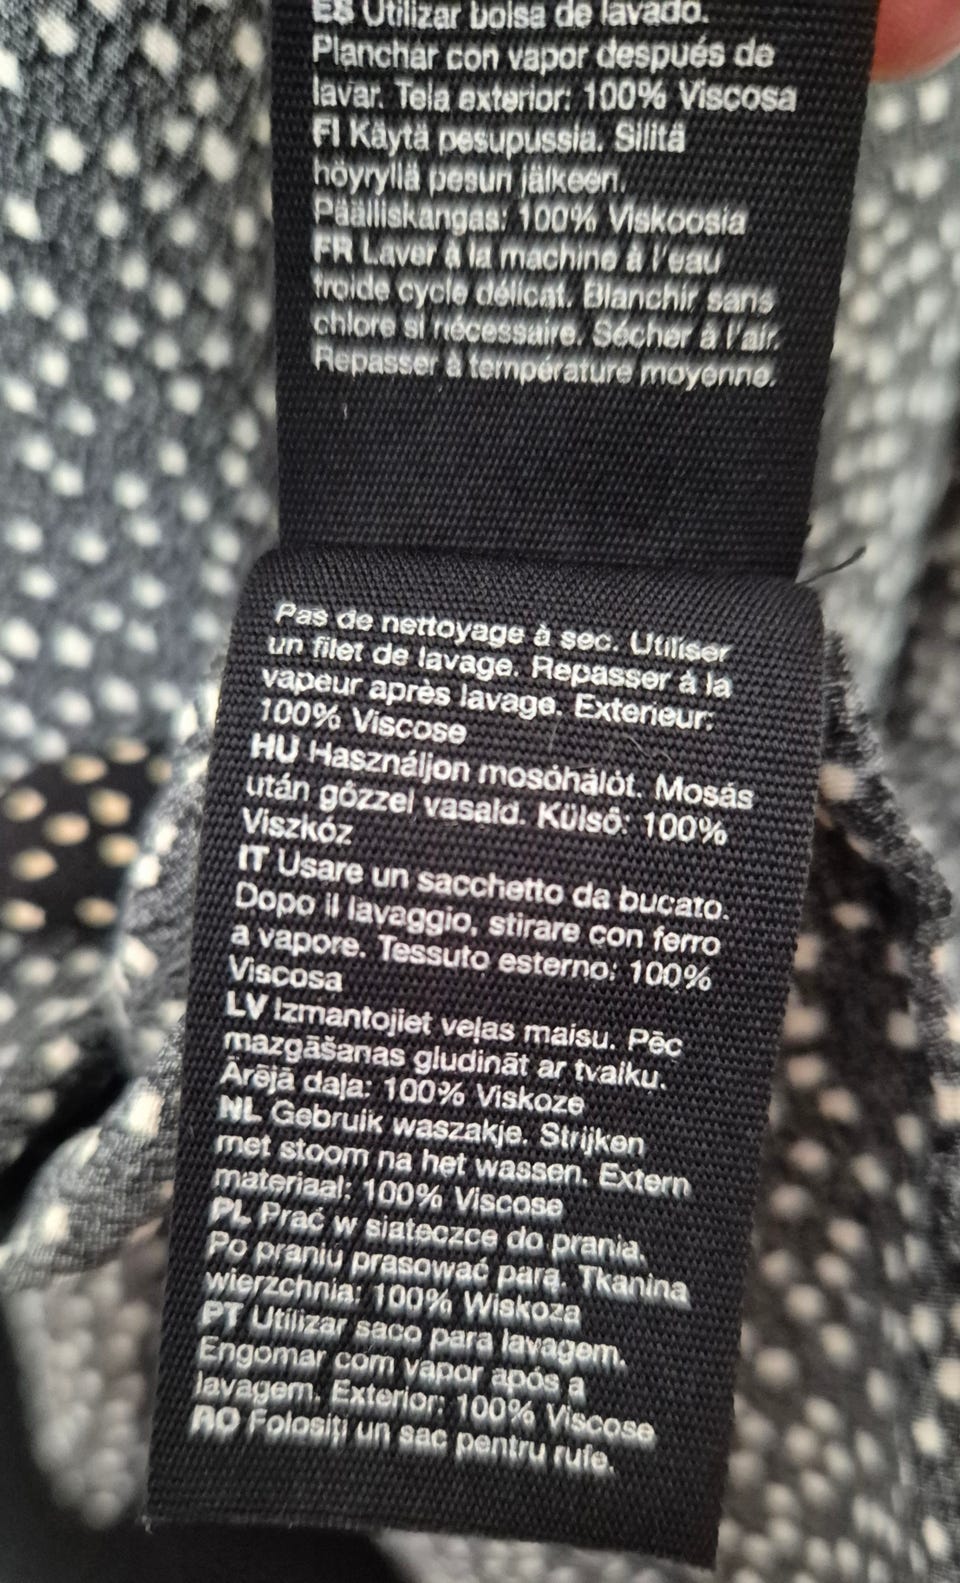 ES Utilizar bolsa de lavado.
Planchar con vapor después de
lavar. Tela exterior: 100% Viscosa
FI Käytä pesupussia. Silitä
höyryllä pesun jälkeen.
Päälliskangas: 100% Viskoosia
FR Laver à la machine à l'eau
froide cycle délicat. Blanchir sans
chlore si nécessaire. Sécher à l'air.
Repasser à température moyenne.
Pas de nettoyage à sec. Utiliser
un filet de lavage. Repasser à la
vapeur après lavage. Exterieur:
100% Viscose
HU Használjon mosóhálót. Mosás
után gőzzel vasald. Külső: 100%
Viszkóz
IT Usare un sacchetto da bucato.
Dopo il lavaggio, stirare con ferro
a vapore. Tessuto esterno: 100%
Viscosa
LV Izmantojiet veļas maisu. Pēc
mazgāšanas gludināt ar tvaiku.
Ārējā daļa: 100% Viskoze
NL Gebruik waszakje. Strijken
met stoom na het wassen. Extern
materiaal: 100% Viscose
PL Prać w siateczce do prania.
Po praniu prasować parą. Tkanina
wierzchnia: 100% Wiskoza
PT Utilizar saco para lavagem.
Engomar com vapor após a
lavagem. Exterior: 100% Viscose
RO Folosiţi un sac pentru rufe.